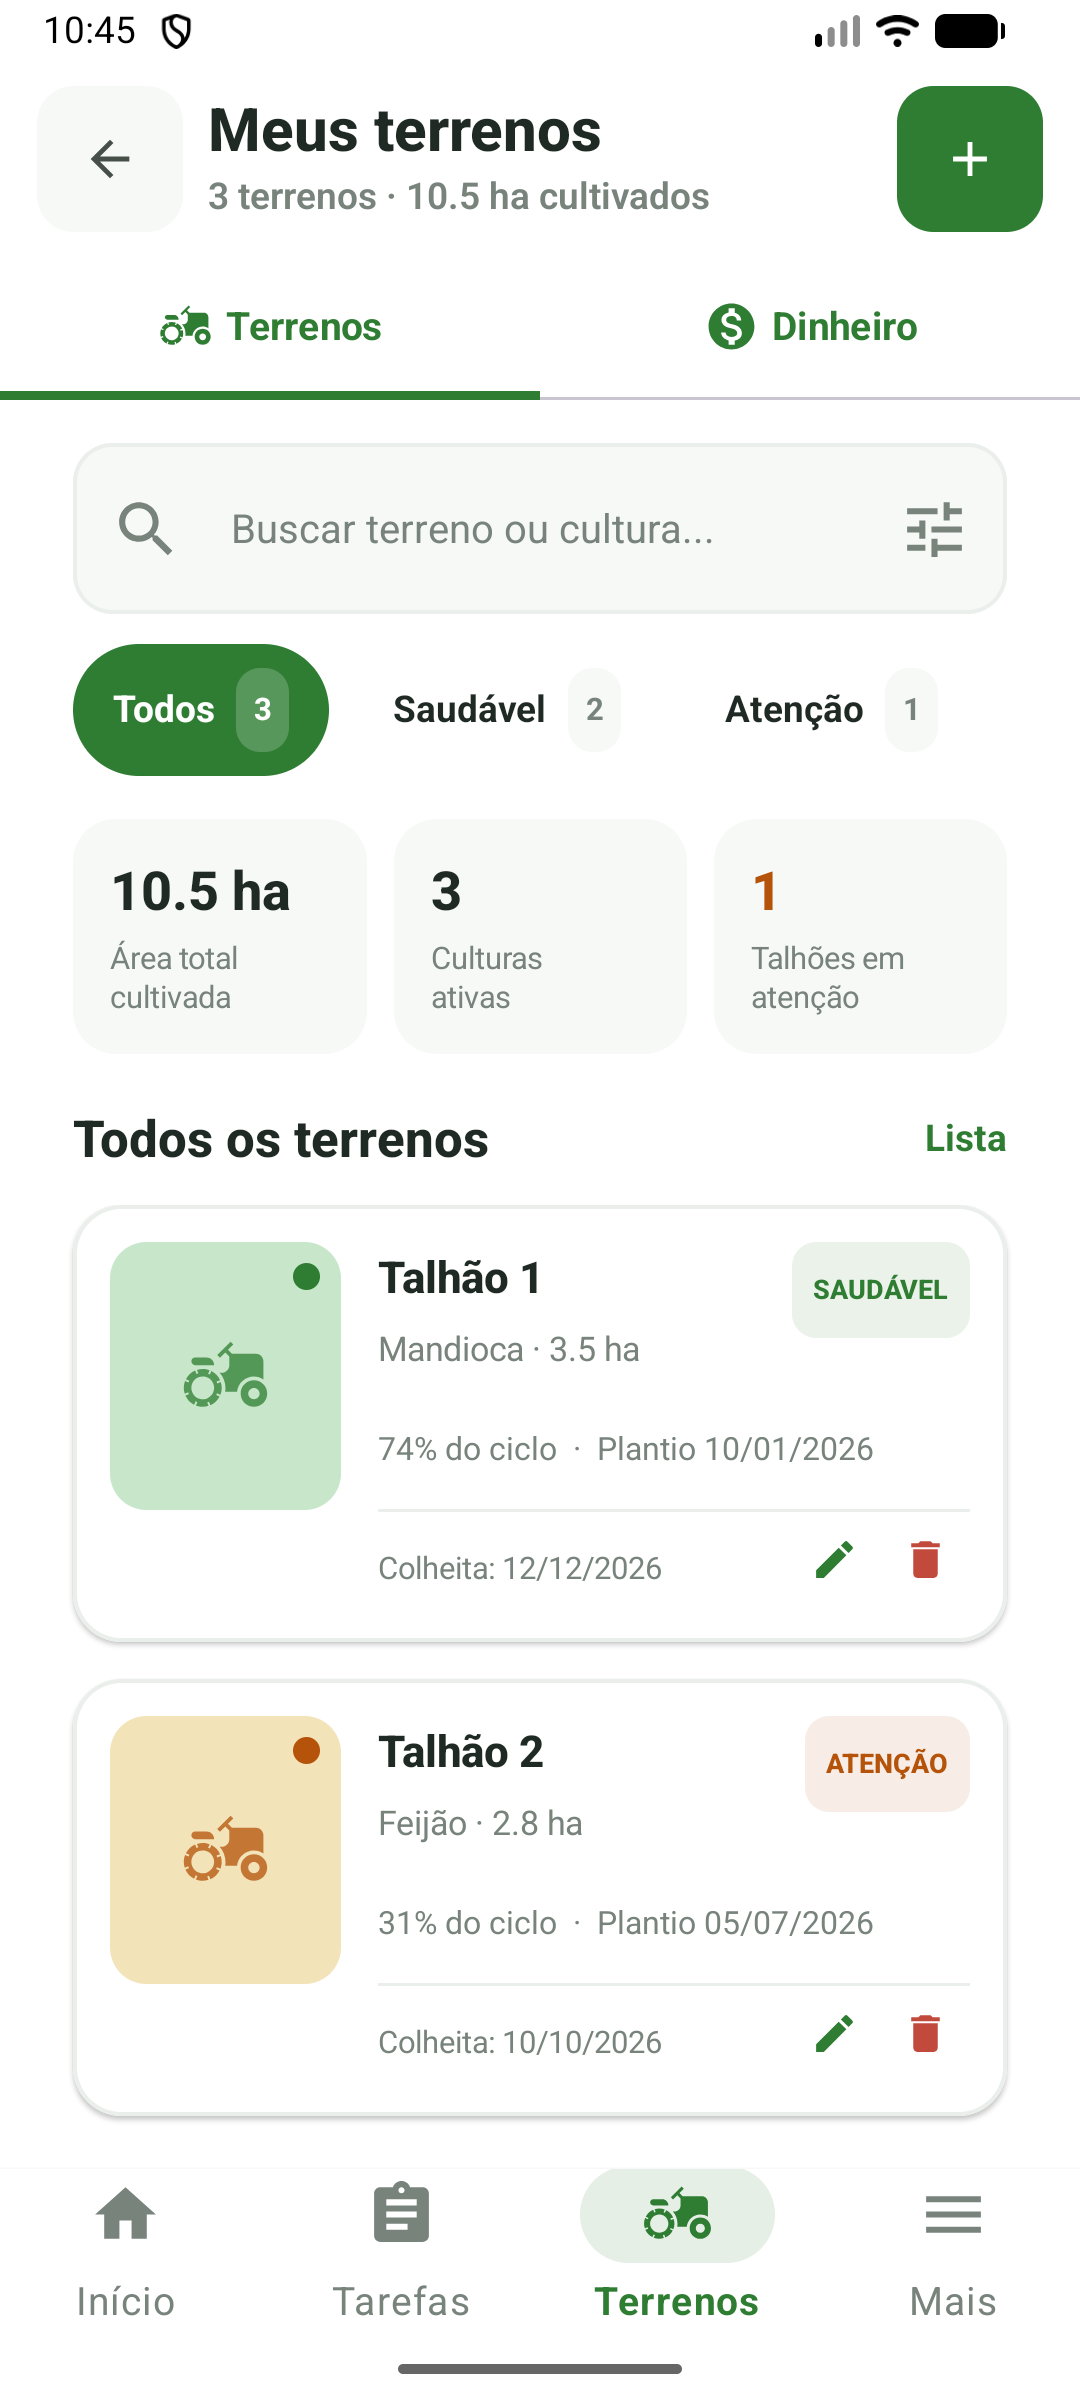 10:45
Meus terrenos
3 terrenos · 10.5 ha cultivados
Terrenos
Dinheiro
Buscar terreno ou cultura...
Todos 3
Saudável 2
Atenção 1
10.5 ha
Área total
cultivada
3
Culturas
ativas
1
Talhões em
atenção
Todos os terrenos
Lista
Talhão 1
SAUDÁVEL
Mandioca · 3.5 ha
74% do ciclo · Plantio 10/01/2026
Colheita: 12/12/2026
Talhão 2
ATENÇÃO
Feijão · 2.8 ha
31% do ciclo · Plantio 05/07/2026
Colheita: 10/10/2026
Início
Tarefas
Terrenos
Mais